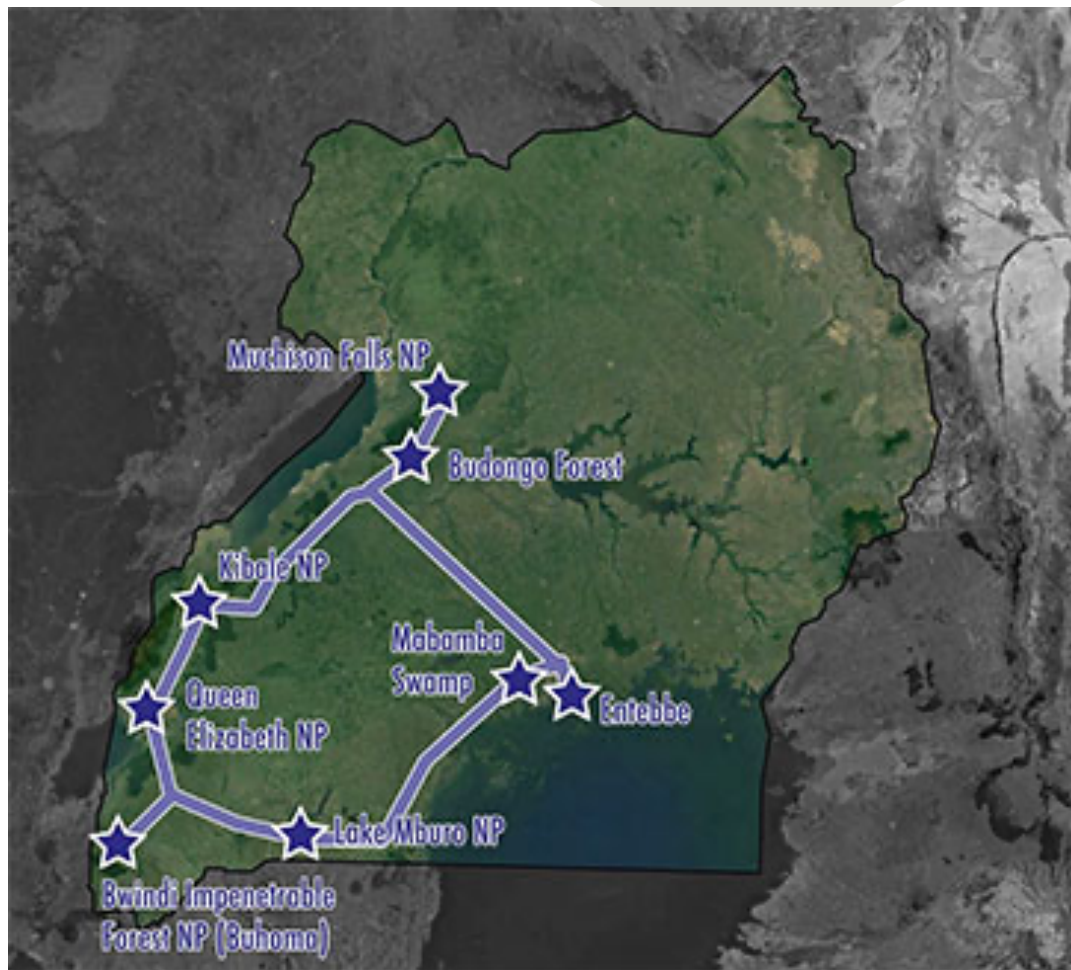 Muchison Falls NP
Budongo Forest
Kibale NP
Mabamba
Swamp
Entebbe
Queen
Elizabeth NP
Lake Mburo NP
Bwindi Impenetrable
Forest NP (Buhoma)